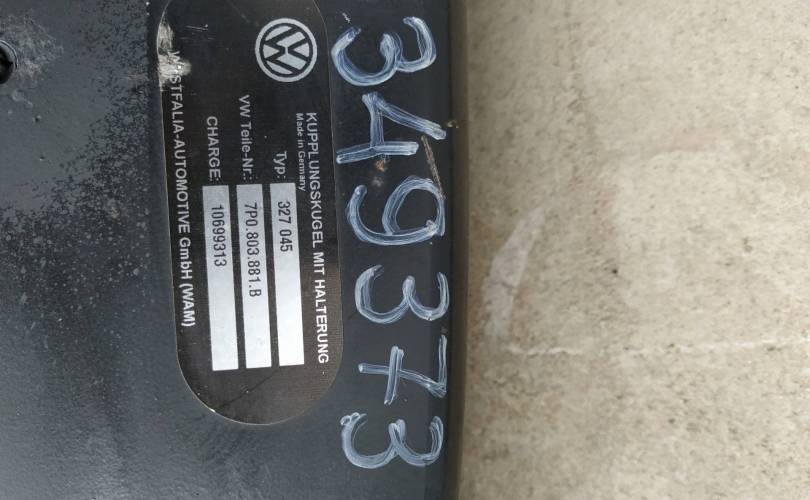 349373
KUPPLUNGSKUGEL MIT HALTERUNG
Made in Germany
Typ: 327 045
VW Teile-Nr.: 7P0.803.881.B
CHARGE: 10699313
WESTFALIA-AUTOMOTIVE GmbH (WAM)